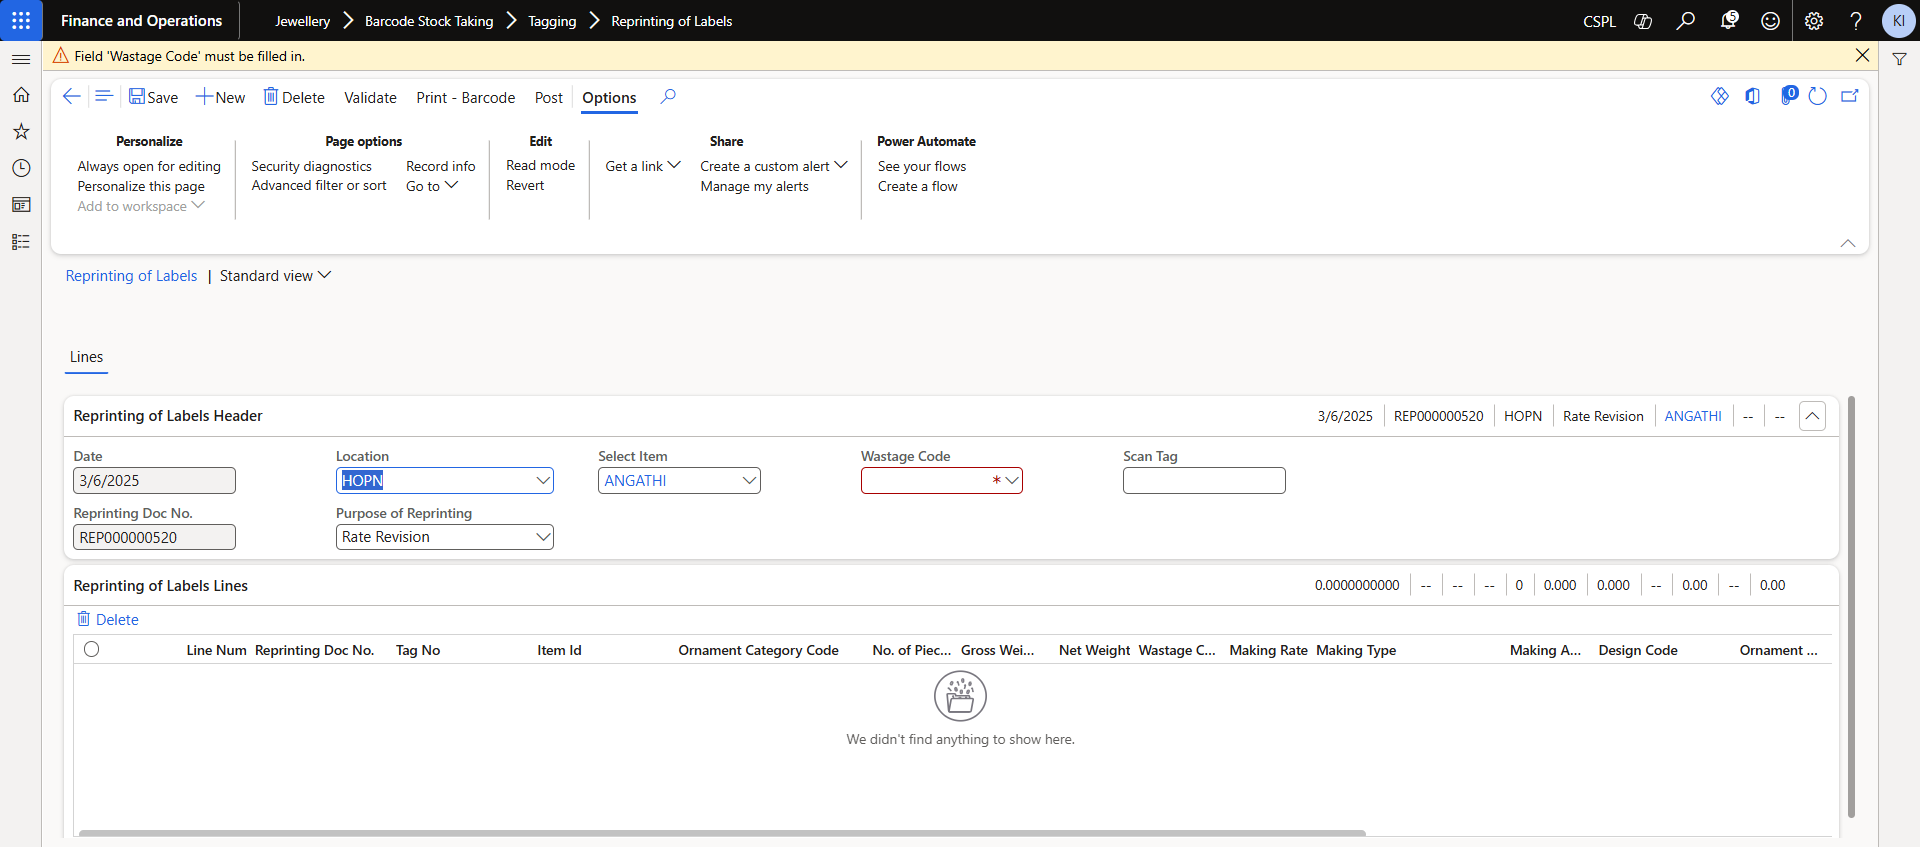 Finance and Operations
Jewellery
Barcode Stock Taking
Tagging
Reprinting of Labels
CSPL
5
KI
Field 'Wastage Code' must be filled in.
Save
New
Delete
Validate
Print - Barcode
Post
Options
0
Personalize
Always open for editing
Personalize this page
Add to workspace
Page options
Security diagnostics
Advanced filter or sort
Record info
Go to
Edit
Read mode
Revert
Share
Get a link
Create a custom alert
Manage my alerts
Power Automate
See your flows
Create a flow
Reprinting of Labels | Standard view
Lines
Reprinting of Labels Header
3/6/2025
REP000000520
HOPN
Rate Revision
ANGATHI
--
--
Date
3/6/2025
Location
HOPN
Select Item
ANGATHI
Wastage Code
*
Scan Tag
Reprinting Doc No.
REP000000520
Purpose of Reprinting
Rate Revision
Reprinting of Labels Lines
0.0000000000
--
--
--
0
0.000
0.000
--
0.00
--
0.00
Delete
Line Num
Reprinting Doc No.
Tag No
Item Id
Ornament Category Code
No. of Piec...
Gross Wei...
Net Weight
Wastage C...
Making Rate
Making Type
Making A...
Design Code
Ornament ...
We didn't find anything to show here.